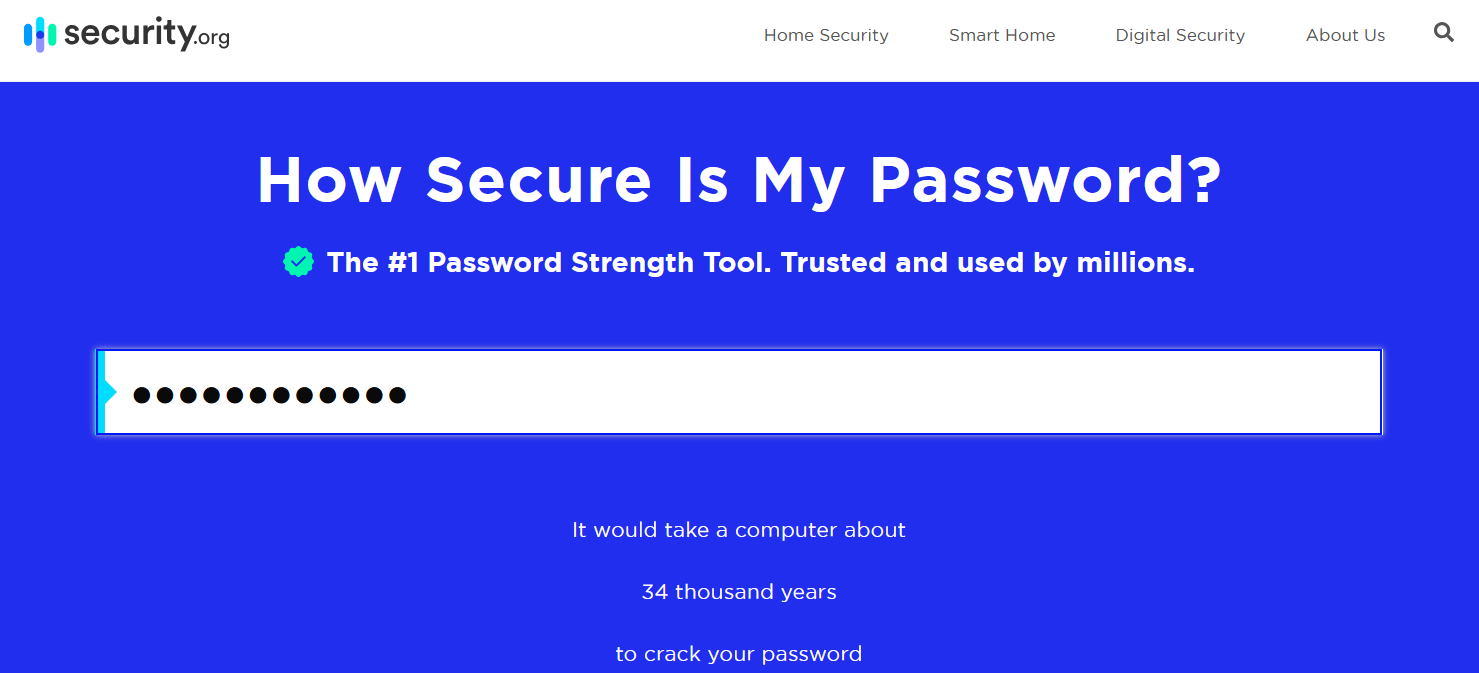 security.org
Home Security Smart Home Digital Security About Us
How Secure Is My Password?
The #1 Password Strength Tool. Trusted and used by millions.
●●●●●●●●●●●●
It would take a computer about
34 thousand years
to crack your password